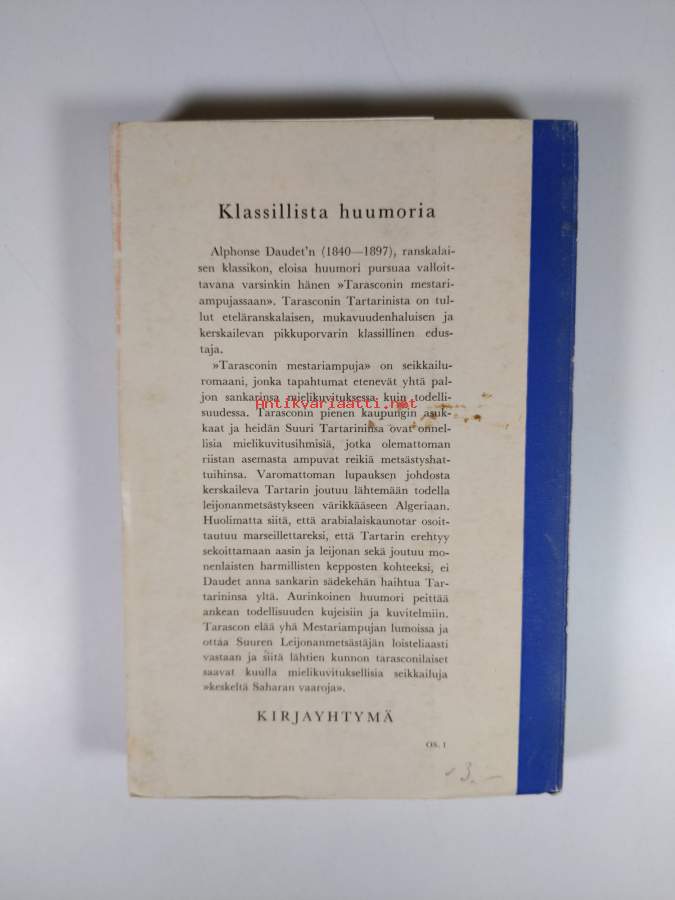 Klassillista huumoria
Alphonse Daudet'n (1840—1897), ranskalai-
sen klassikon, eloisa huumori pursuaa valloit-
tavana varsinkin hänen »Tarasconin mestari-
ampujassaan». Tarasconin Tartarinista on tul-
lut eteläranskalaisen, mukavuudenhaluisen ja
kerskailevan pikkuporvarin klassillinen edus-
taja.
»Tarasconin mestariampuja» on seikkailu-
romaani, jonka tapahtumat etenevät yhtä pal-
jon sankarinsa mielikuvituksessa kuin todelli-
Antikvariaatti.net
suudessa. Tarasconin pienen kaupungin asuk-
kaat ja heidän Suuri Tartarininsa ovat onnel-
lisia mielikuvitusihmisiä, jotka olemattoman
riistan asemasta ampuvat reikiä metsästyshat-
tuihinsa. Varomattoman lupauksen johdosta
kerskaileva Tartarin joutuu lähtemään todella
leijonanmetsästykseen värikkääseen Algeriaan.
Huolimatta siitä, että arabialaiskaunotar osoit-
tautuu marseillettareksi, että Tartarin erehtyy
sekoittamaan aasin ja leijonan sekä joutuu mo-
nenlaisten harmillisten kepposten kohteeksi, ei
Daudet anna sankarin sädekehän haihtua Tar-
tarininsa yltä. Aurinkoinen huumori peittää
ankean todellisuuden kujeisiin ja kuvitelmiin.
Tarascon elää yhä Mestariampujan lumoissa ja
ottaa Suuren Leijonanmetsästäjän loisteliaasti
vastaan ja siitä lähtien kunnon tarasconilaiset
saavat kuulla mielikuvituksellisia seikkailuja
»keskeltä Saharan vaaroja».
KIRJAYHTYMÄ
OS. 1
3.—